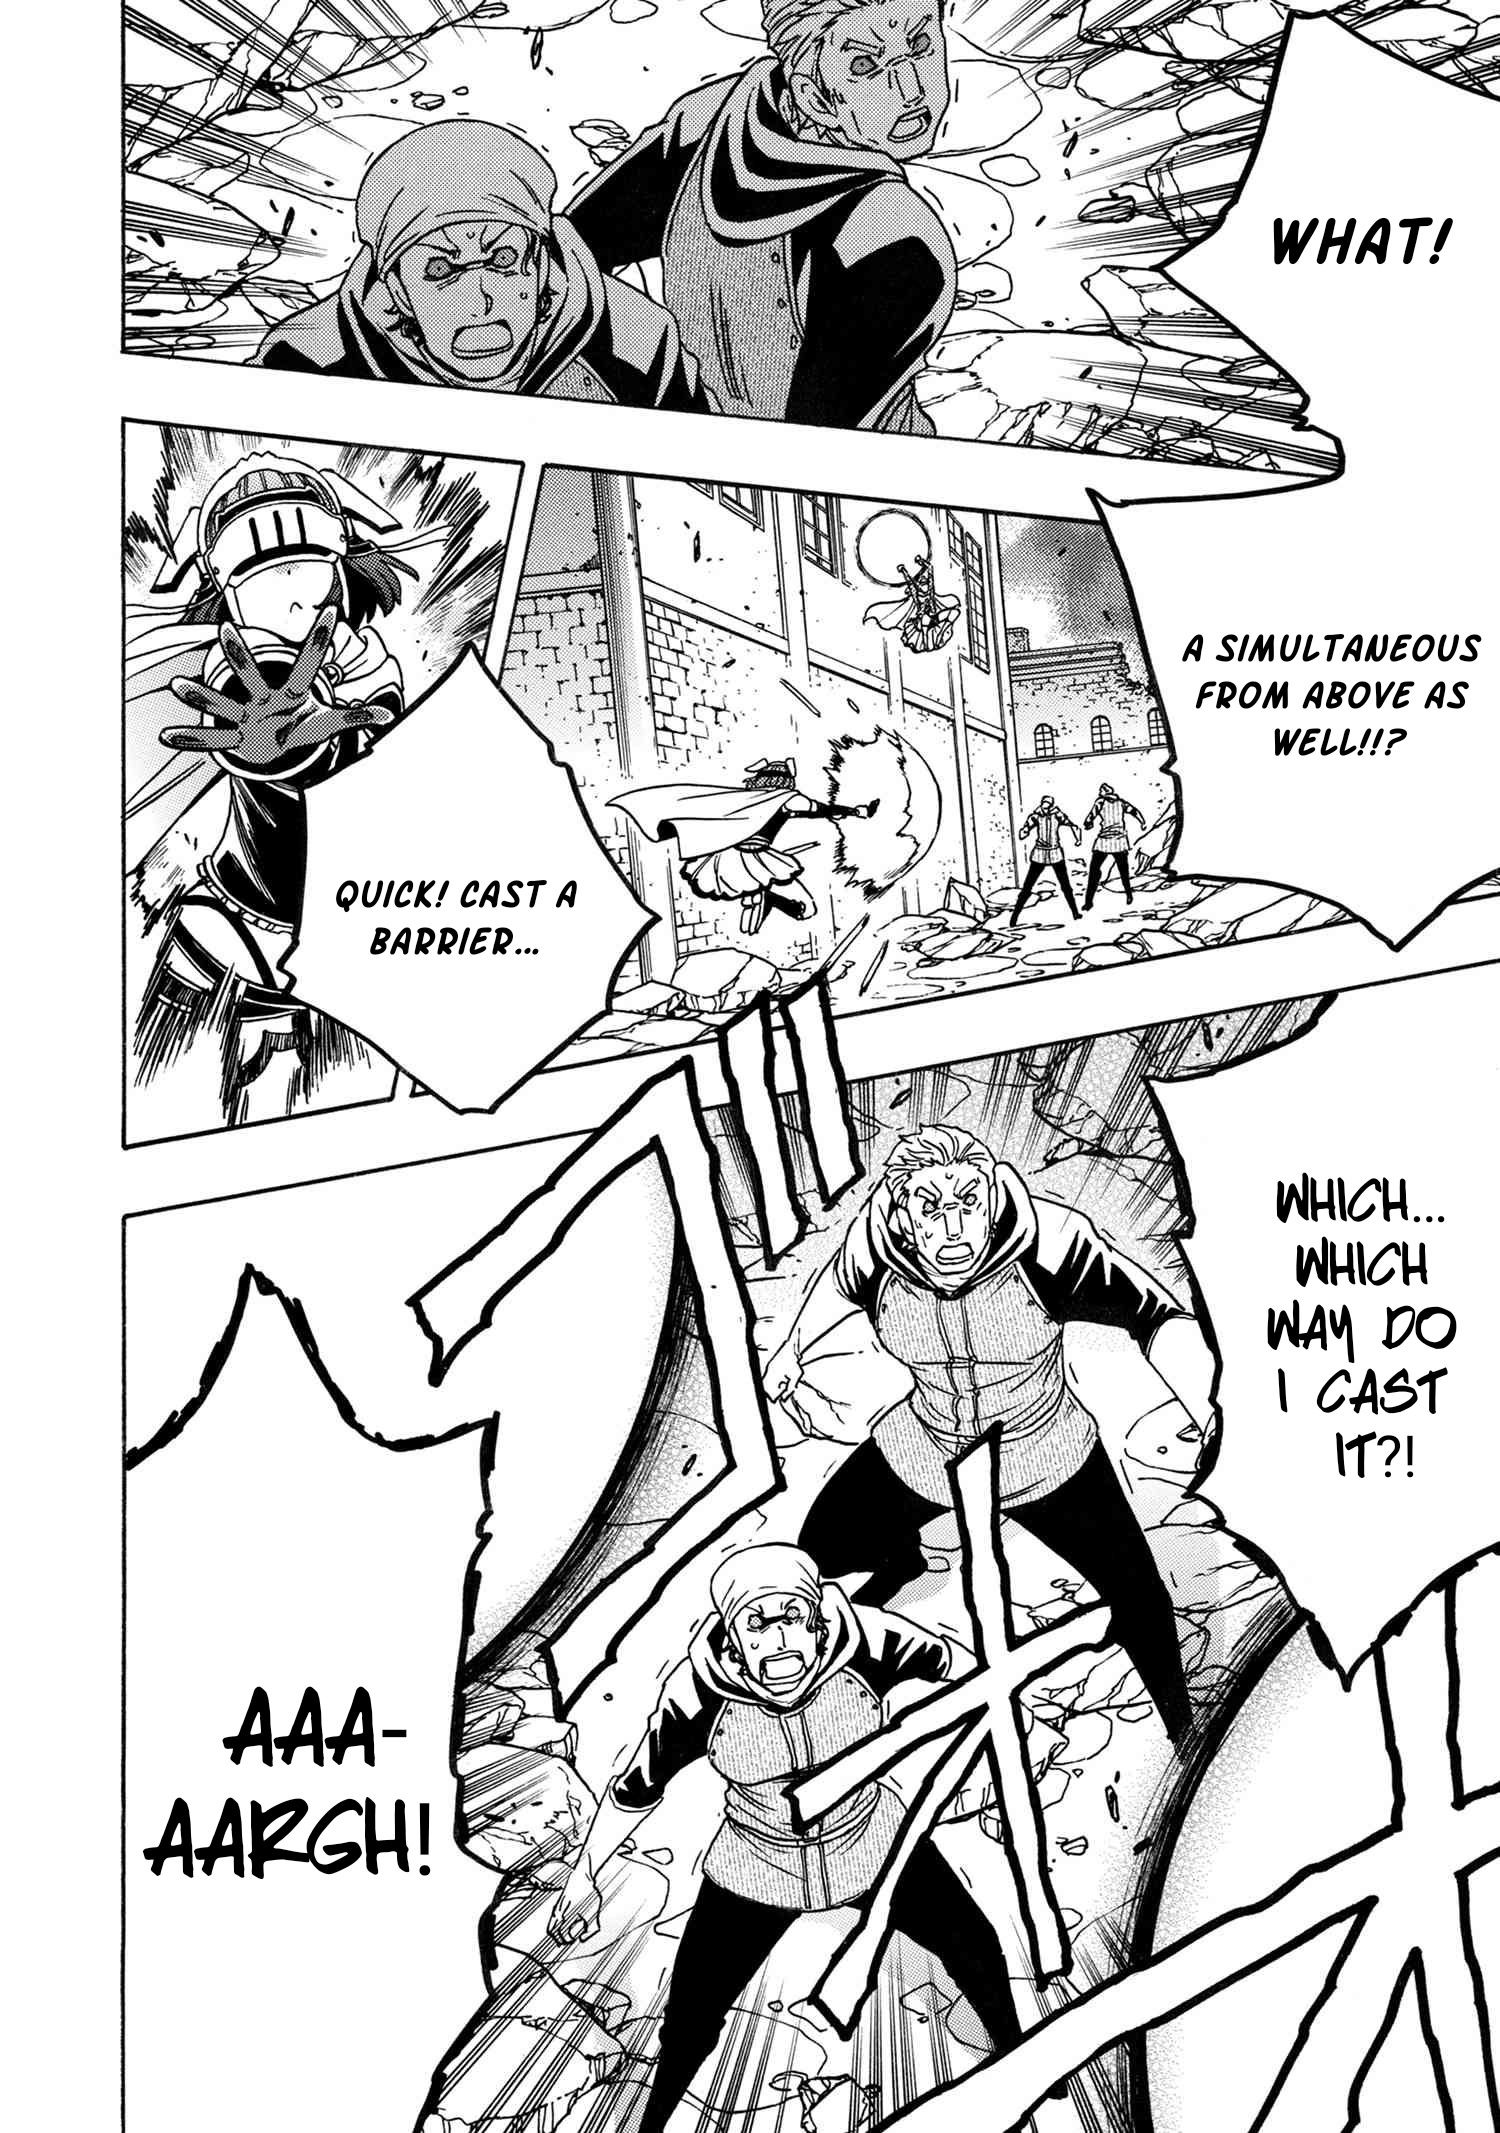 WHAT!
A SIMULTANEOUS
FROM ABOVE AS
WELL!!?
QUICK! CAST A
BARRIER...
WHICH...
WHICH
WAY DO
I CAST
IT?!
AAA-
AARGH!